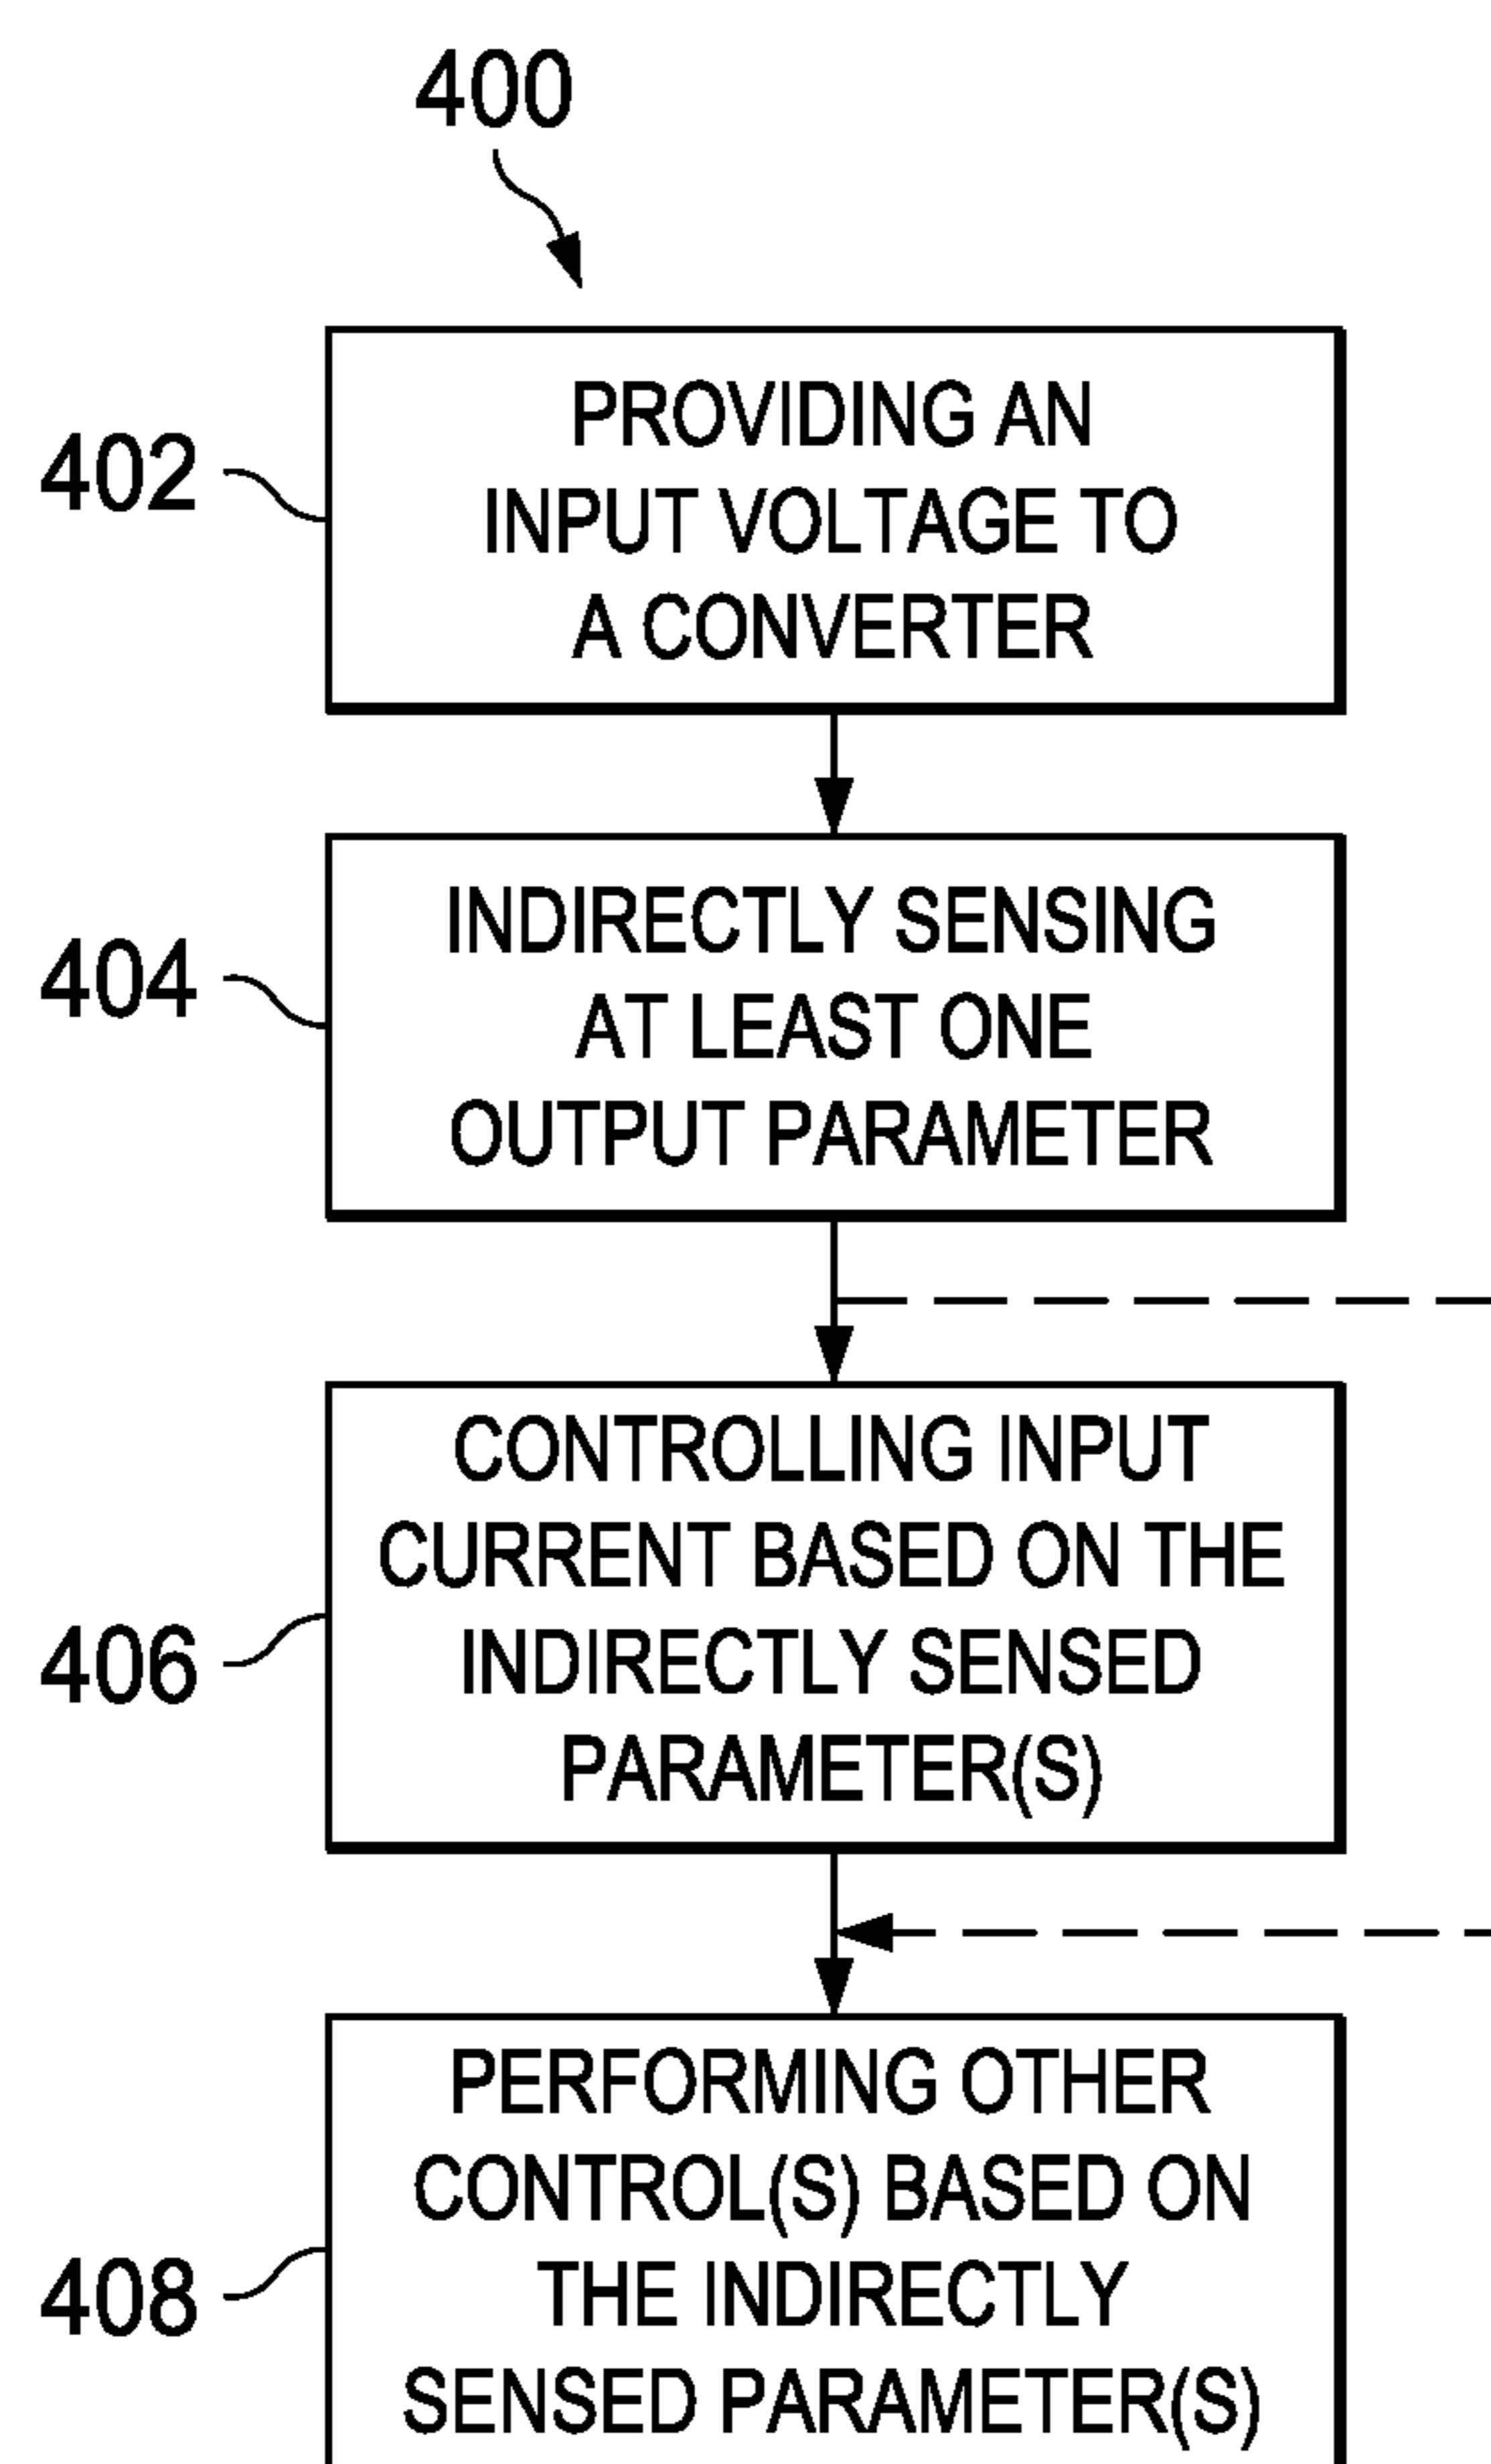 400
402
PROVIDING AN
INPUT VOLTAGE TO
A CONVERTER
404
INDIRECTLY SENSING
AT LEAST ONE
OUTPUT PARAMETER
406
CONTROLLING INPUT
CURRENT BASED ON THE
INDIRECTLY SENSED
PARAMETER(S)
408
PERFORMING OTHER
CONTROL(S) BASED ON
THE INDIRECTLY
SENSED PARAMETER(S)